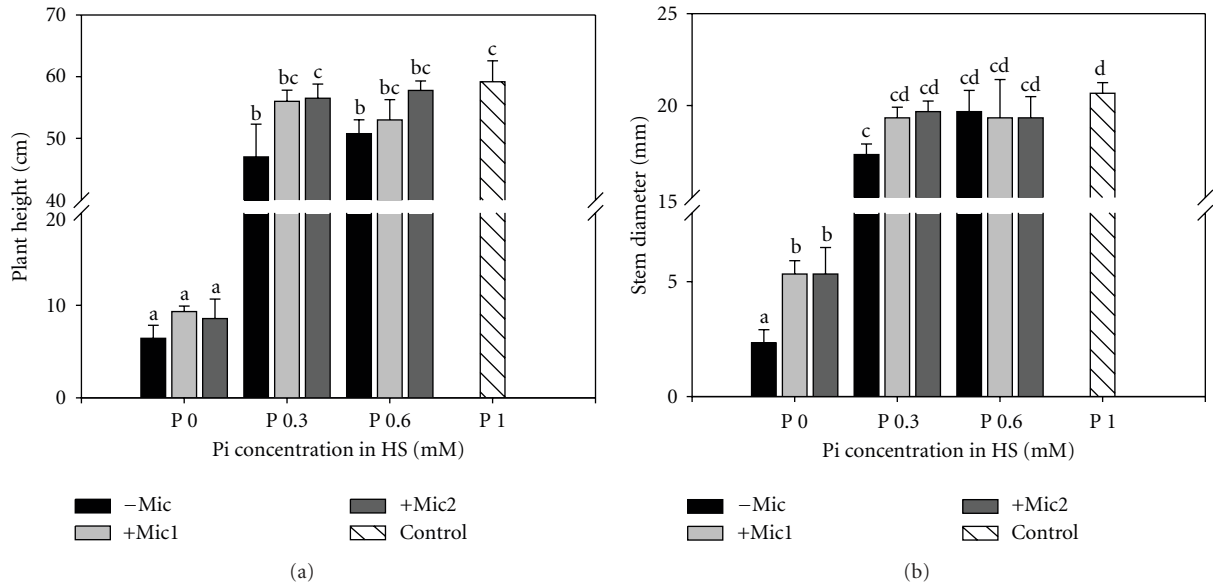 70
60
50
40
20
10
0
Plant height (cm)
a
a
a
b
bc
c
b
bc
bc
c
P 0
P 0.3
P 0.6
P 1
Pi concentration in HS (mM)
−Mic
+Mic1
+Mic2
Control
(a)
25
20
15
5
0
Stem diameter (mm)
a
b
b
c
cd
cd
cd
cd
cd
d
P 0
P 0.3
P 0.6
P 1
Pi concentration in HS (mM)
−Mic
+Mic1
+Mic2
Control
(b)